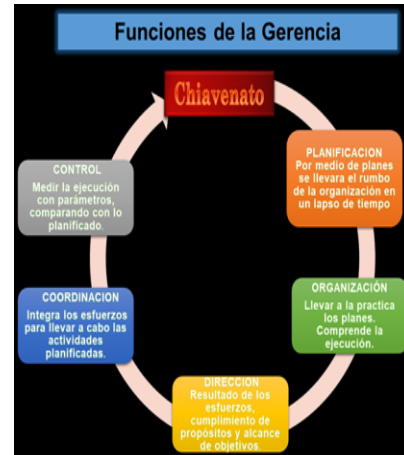 Funciones de la Gerencia
Chiavenato
PLANIFICACION
Por medio de planes
se llevara el rumbo
de la organización en
un lapso de tiempo
ORGANIZACIÓN
Llevar a la practica
los planes.
Comprende la
ejecución.
DIRECCION
Resultado de los
esfuerzos,
cumplimiento de
propósitos y alcance
de objetivos.
COORDINACION
Integra los esfuerzos
para llevar a cabo las
actividades
planificadas.
CONTROL
Medir la ejecución
con parámetros,
comparando con lo
planificado.